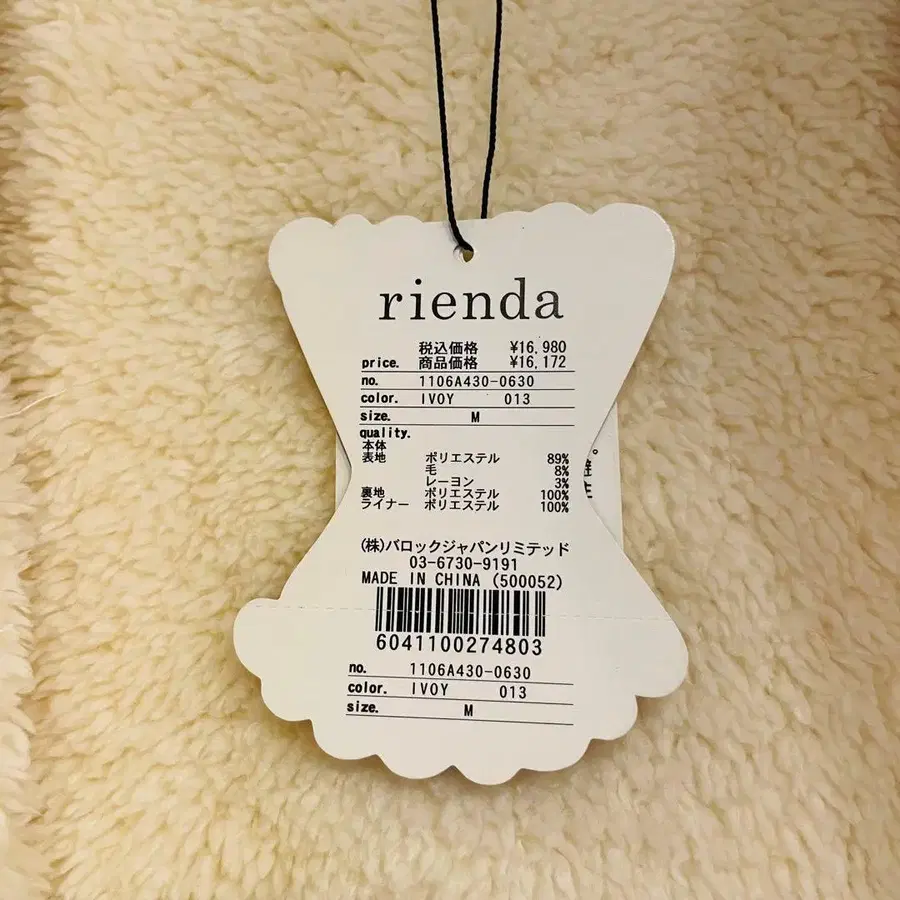 rienda
税込価格 ¥16,980
price. 商品価格 ¥16,172
no. 1106A430-0630
color. IVOY 013
size. M
quality.
本体
表地 ポリエステル 89%
毛 8%
レーヨン 3%
裏地 ポリエステル 100%
ライナー ポリエステル 100%
(株)バロックジャパンリミテッド
03-6730-9191
MADE IN CHINA (500052)
6041100274803
no. 1106A430-0630
color. IVOY 013
size. M